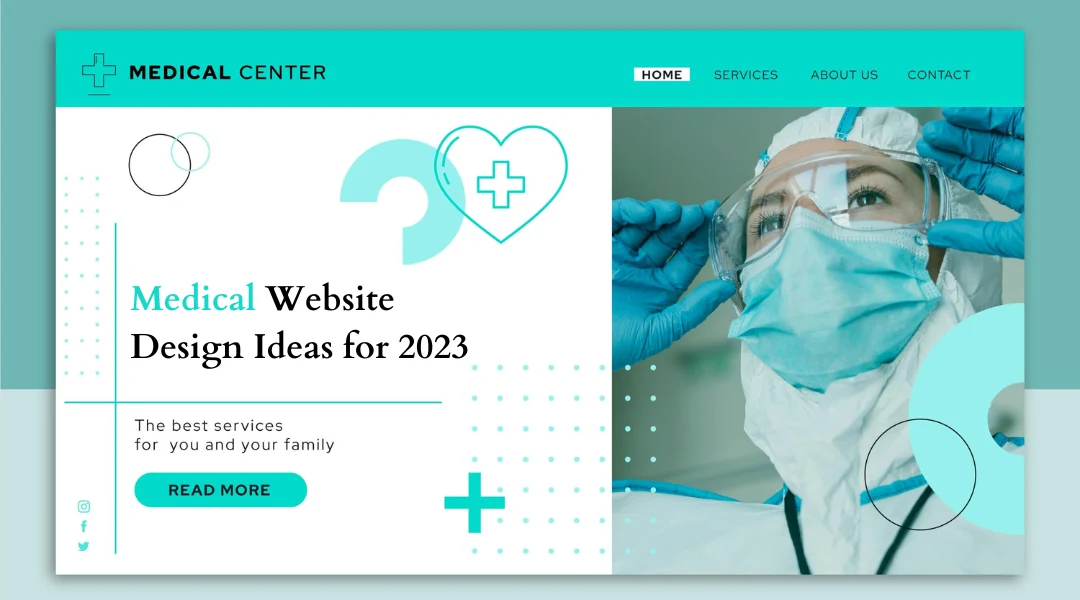 MEDICAL CENTER
HOME SERVICES ABOUT US CONTACT
Medical Website
Design Ideas for 2023
The best services
for you and your family
READ MORE